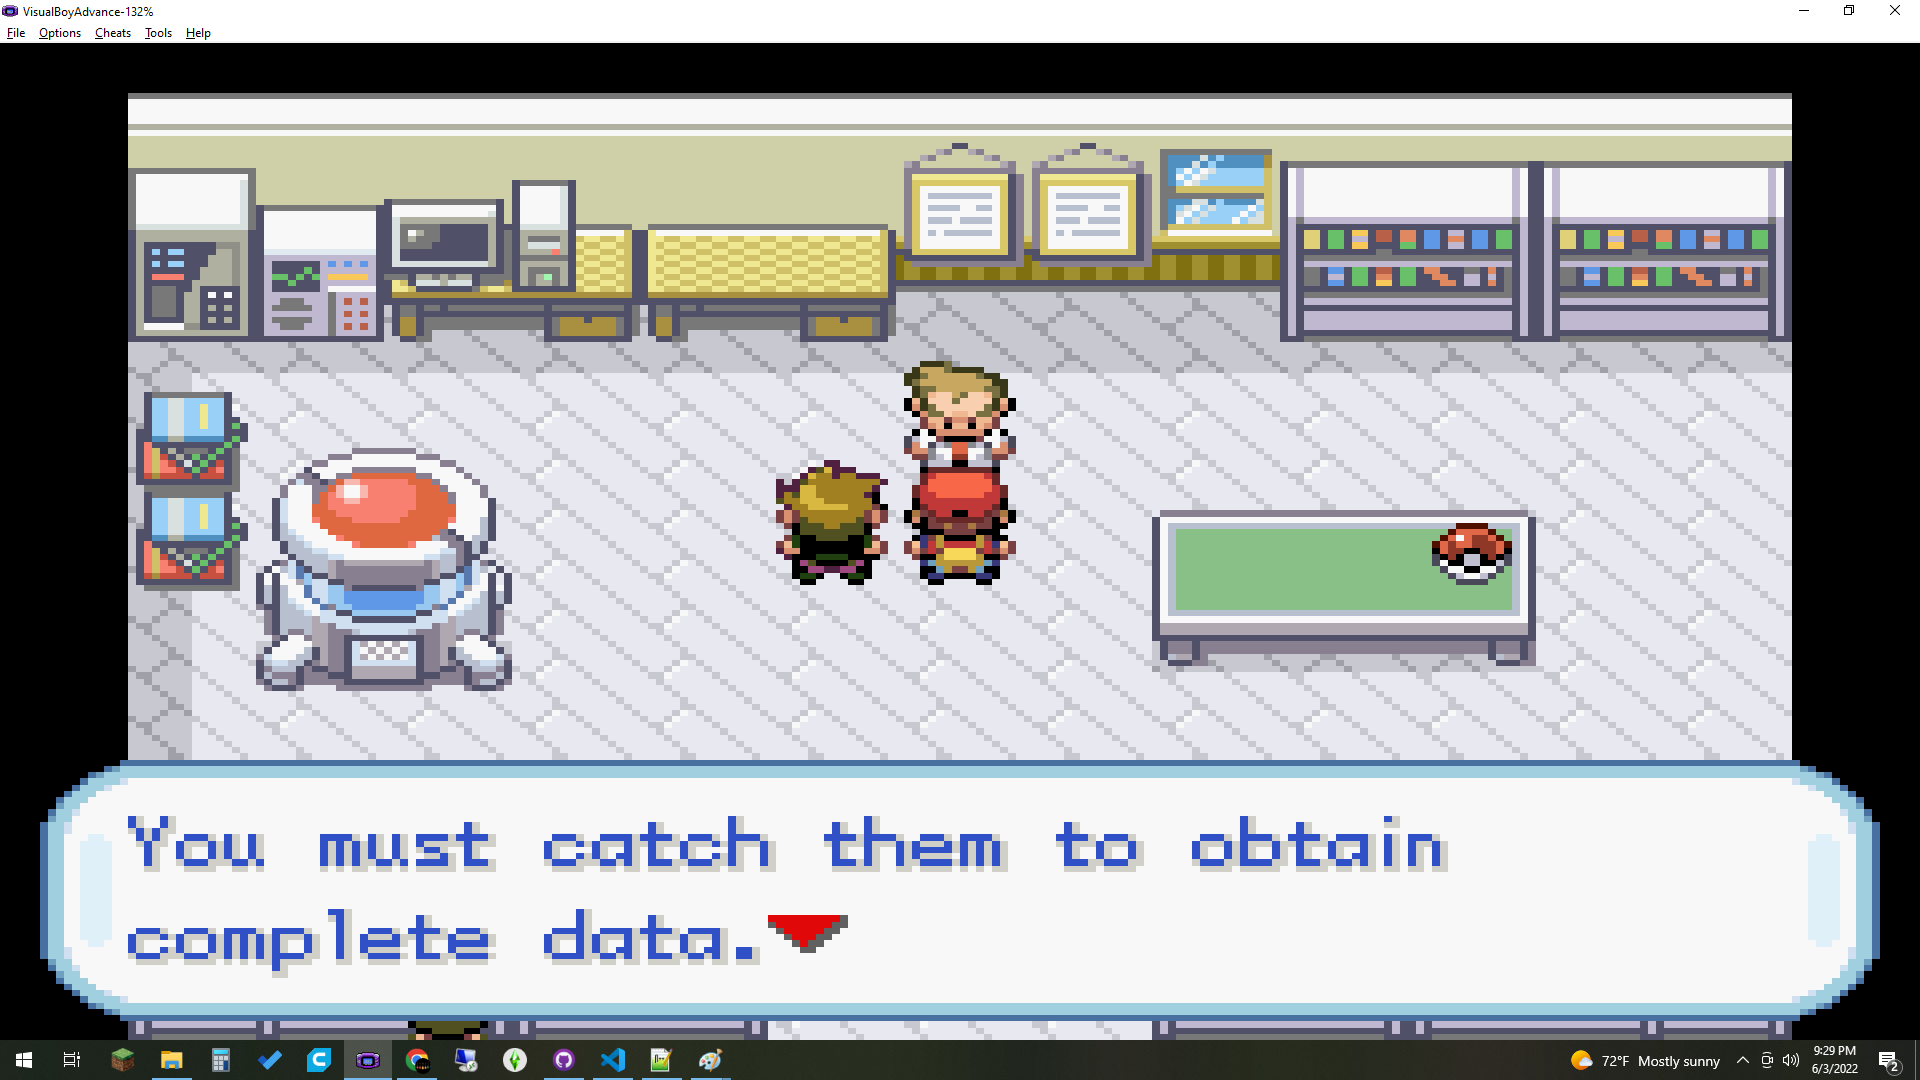 VisualBoyAdvance-132%
File Options Cheats Tools Help
You must catch them to obtain
complete data.
72°F Mostly sunny
9:29 PM
6/3/2022
2